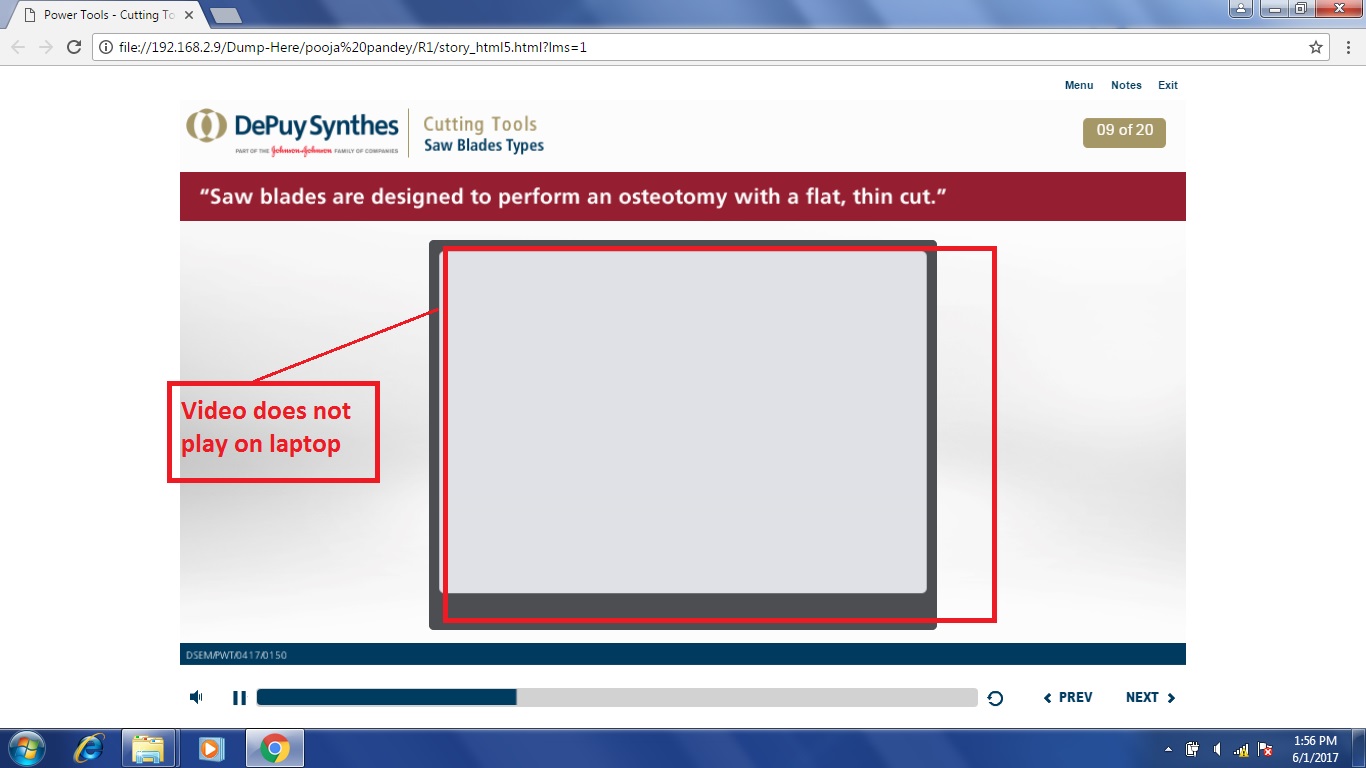 Power Tools - Cutting To
file://192.168.2.9/Dump-Here/pooja%20pandey/R1/story_html5.html?lms=1
Menu Notes Exit
DePuy Synthes
PART OF THE Johnson-Johnson FAMILY OF COMPANIES
Cutting Tools
Saw Blades Types
09 of 20
“Saw blades are designed to perform an osteotomy with a flat, thin cut.”
Video does not
play on laptop
DSEM/PWT/0417/0150
PREV NEXT
1:56 PM
6/1/2017